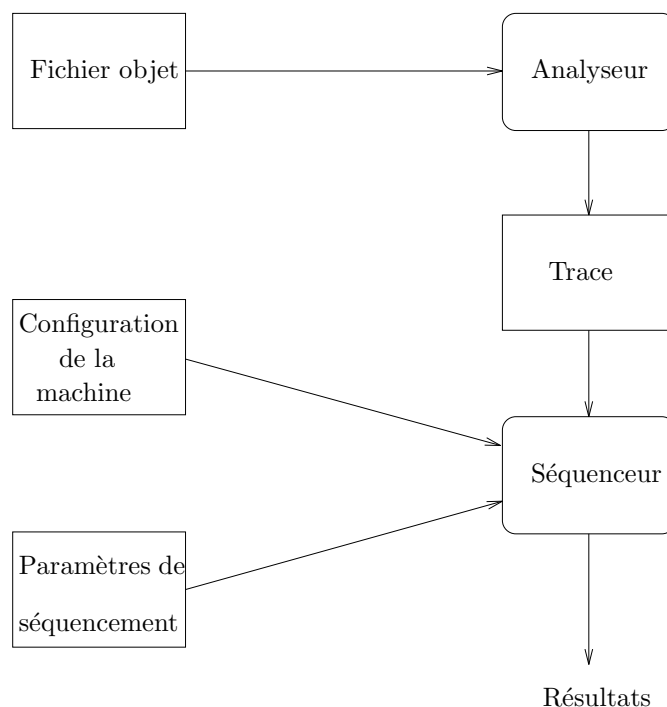 Fichier objet
Analyseur
Trace
Configuration
de la
machine
Séquenceur
Paramètres de
séquencement
Résultats